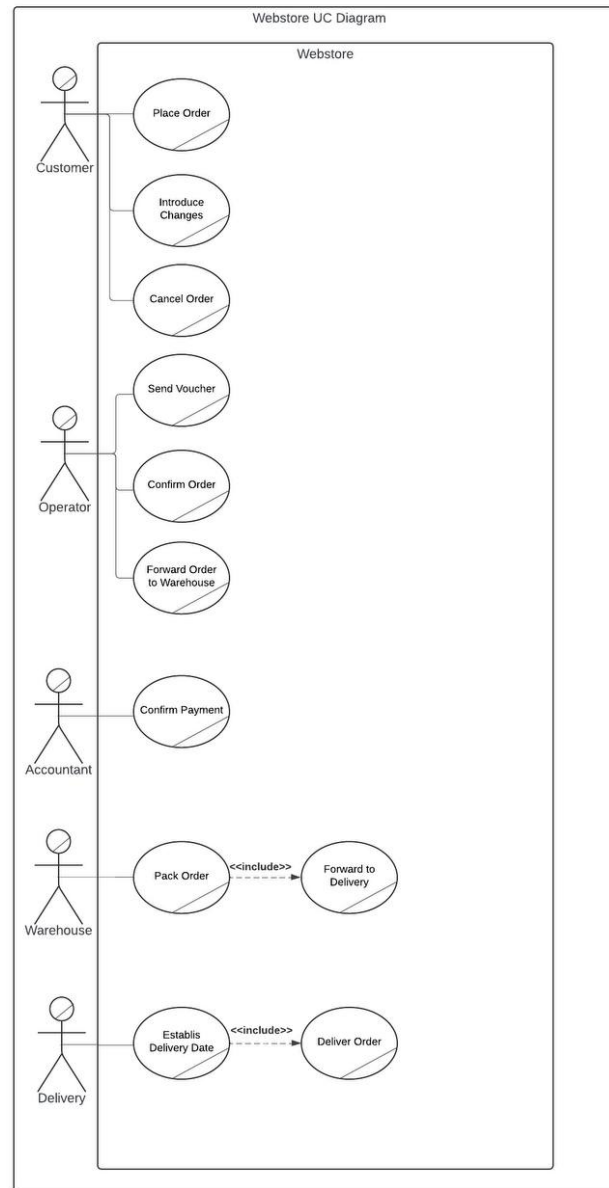 Webstore UC Diagram
Webstore
Customer
Place Order
Introduce
Changes
Cancel Order
Operator
Send Voucher
Confirm Order
Forward Order
to Warehouse
Accountant
Confirm Payment
Warehouse
Pack Order
<<include>>
Forward to
Delivery
Delivery
Establis
Delivery Date
<<include>>
Deliver Order